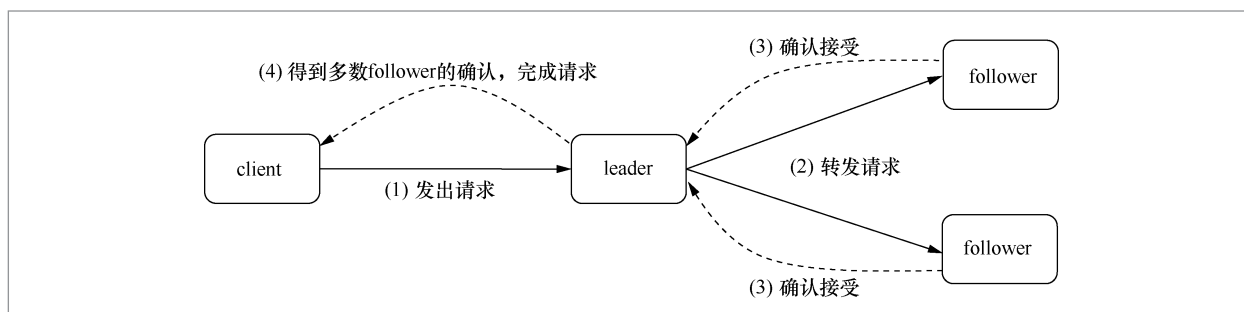 (3) 确认接受
follower
(4) 得到多数follower的确认，完成请求
client
leader
(2) 转发请求
(1) 发出请求
follower
(3) 确认接受